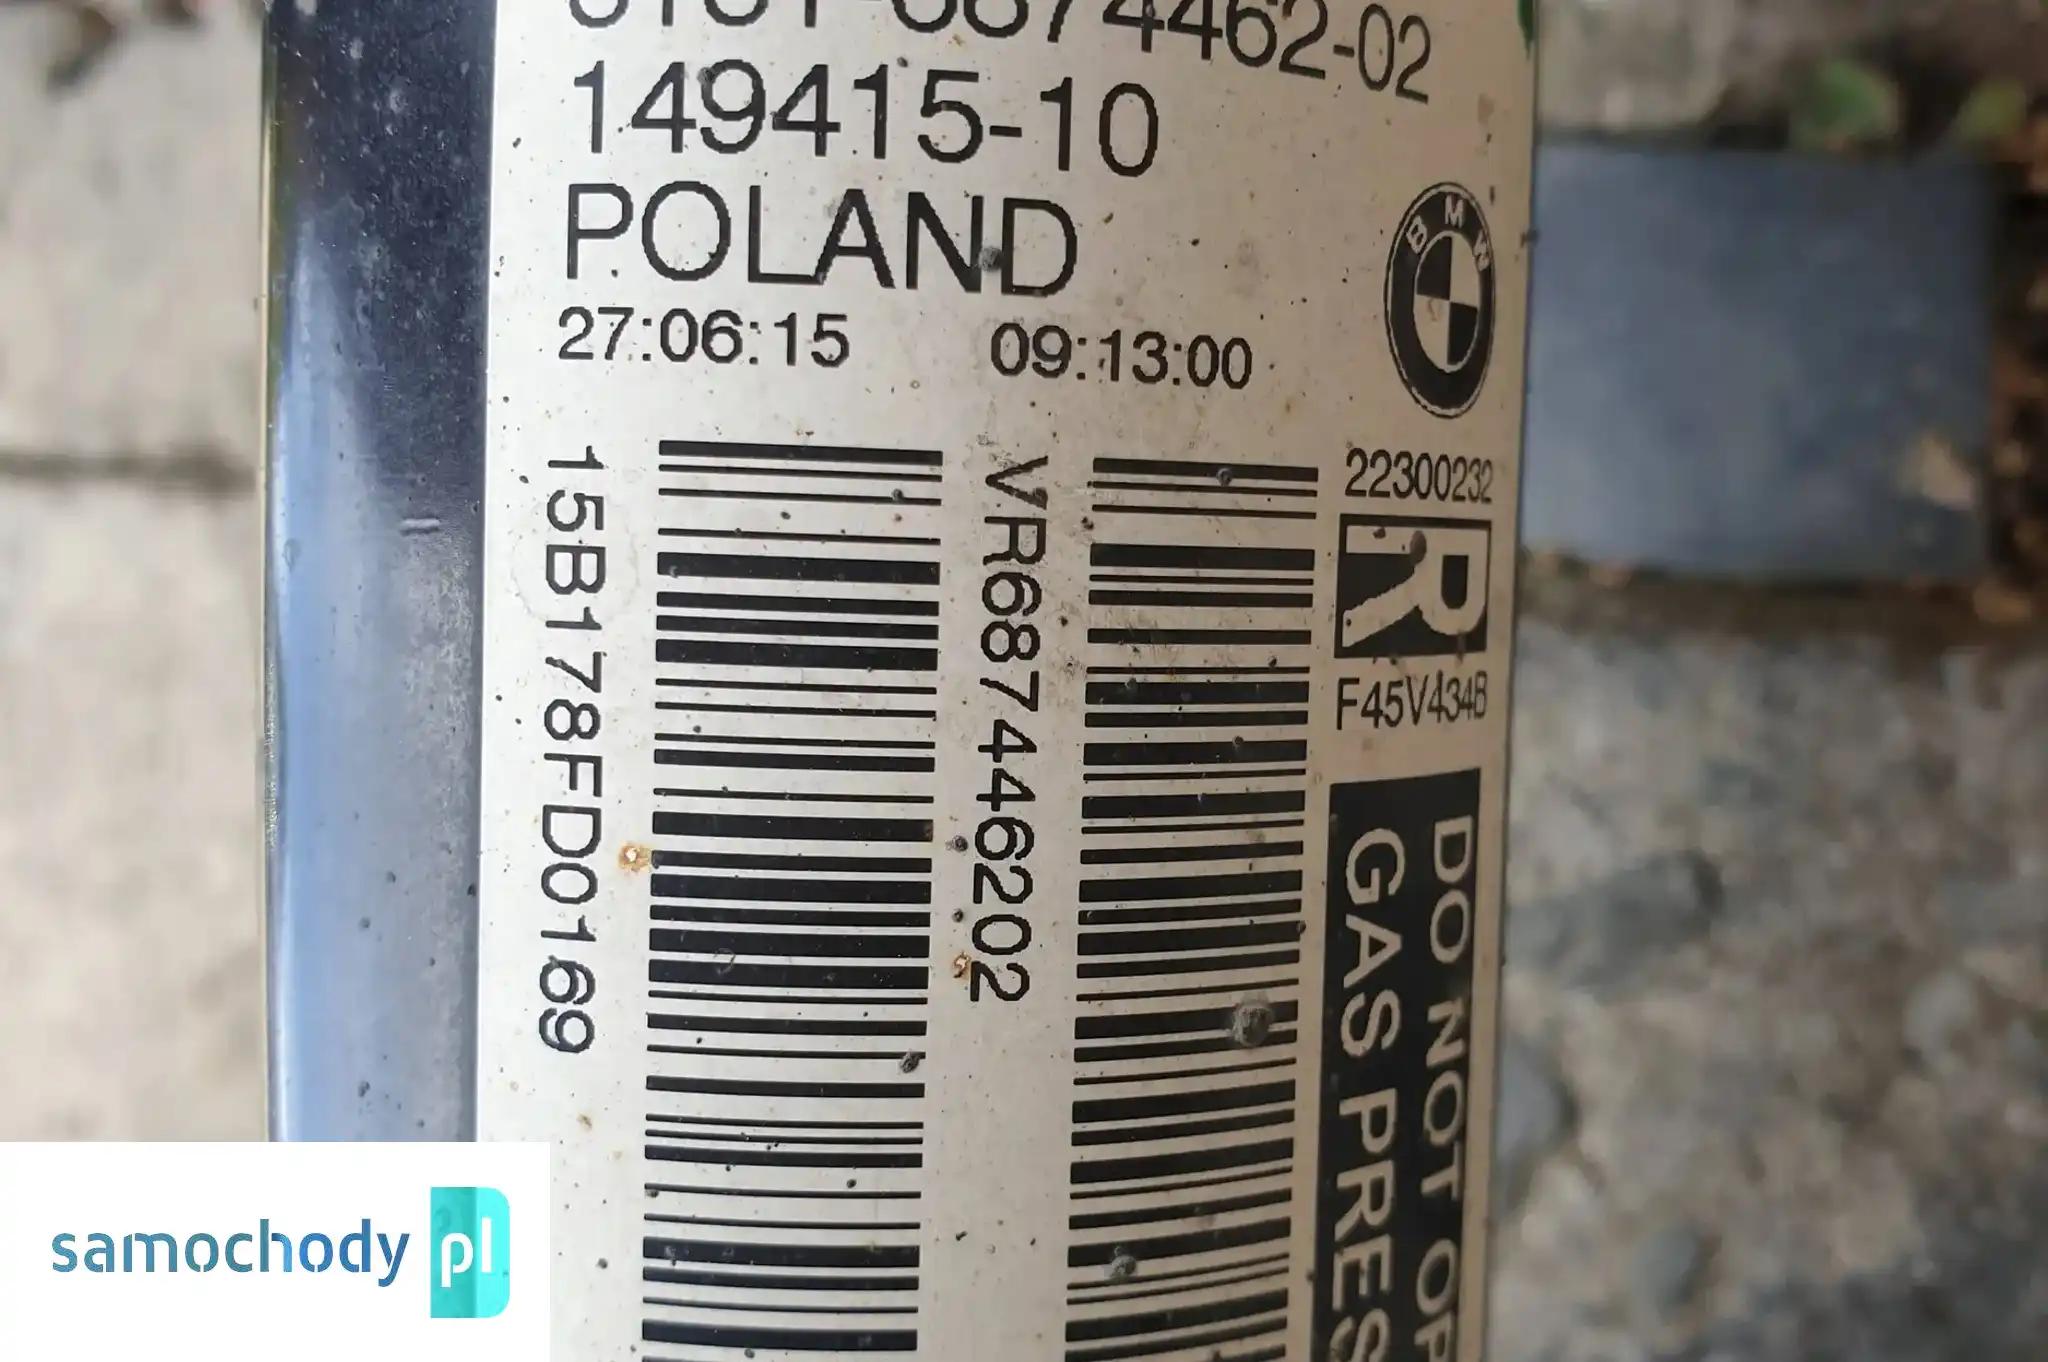 149415-10
POLAND
27:06:15 09:13:00
BMW
22300232
R
F45V434B
15B178FD0169
VR687446202
DO NOT OP
GAS PRES
samochody pl